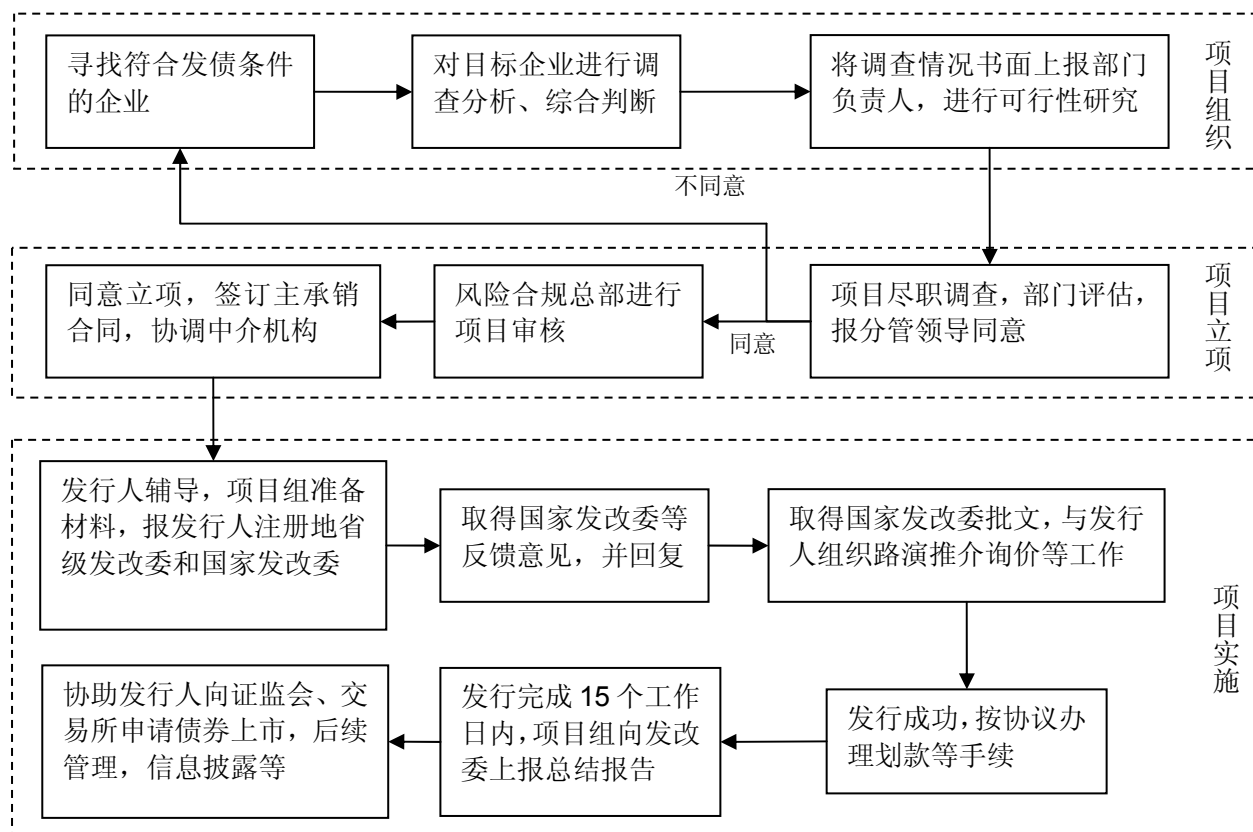 寻找符合发债条件
的企业
对目标企业进行调
查分析、综合判断
将调查情况书面上报部门
负责人，进行可行性研究
项目组织
不同意
同意立项，签订主承销
合同，协调中介机构
风险合规总部进行
项目审核
同意
项目尽职调查，部门评估，
报分管领导同意
项目立项
发行人辅导，项目组准备
材料，报发行人注册地省
级发改委和国家发改委
取得国家发改委等
反馈意见，并回复
取得国家发改委批文，与发行
人组织路演推介询价等工作
项目实施
协助发行人向证监会、交
易所申请债券上市，后续
管理，信息披露等
发行完成 15 个工作
日内，项目组向发改
委上报总结报告
发行成功，按协议办
理划款等手续